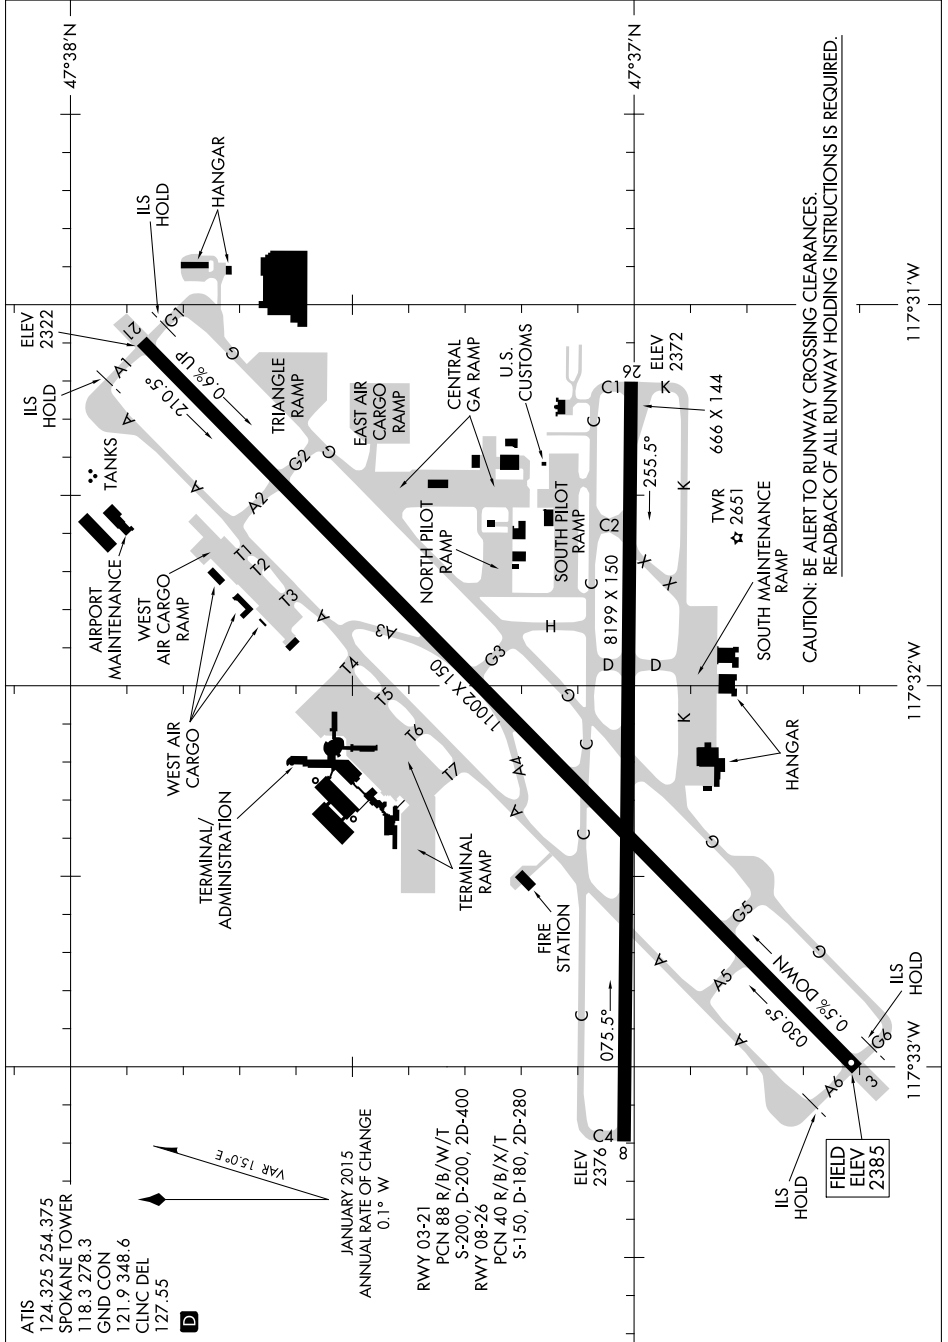 ATIS
124.325 254.375
SPOKANE TOWER
118.3 278.3
GND CON
121.9 348.6
CLNC DEL
127.55
D
VAR 15.0°E
JANUARY 2015
ANNUAL RATE OF CHANGE
0.1° W
RWY 03-21
PCN 88 R/B/W/T
S-200, D-200, 2D-400
RWY 08-26
PCN 40 R/B/X/T
S-150, D-180, 2D-280
47°38'N
47°37'N
117°31'W
117°32'W
117°33'W
ELEV
2322
ILS
HOLD
ILS
HOLD
HANGAR
21
A1
G1
210.5°
0.6% UP
A
G
TANKS
AIRPORT
MAINTENANCE
WEST
AIR CARGO
RAMP
A
A2
G2
G
TRIANGLE
RAMP
EAST AIR
CARGO
RAMP
CENTRAL
GA RAMP
U.S.
CUSTOMS
T1
T2
T3
A
A3
T4
T5
T6
T7
WEST AIR
CARGO
TERMINAL/
ADMINISTRATION
TERMINAL
RAMP
FIRE
STATION
NORTH PILOT
RAMP
SOUTH PILOT
RAMP
11002 X 150
G3
G
H
A4
A
C
C
C
C
C
C1
C2
C4
26
ELEV
2372
K
666 X 144
255.5°
K
TWR
2651
X
X
8199 X 150
D
D
K
SOUTH MAINTENANCE
RAMP
HANGAR
G
G5
A
A5
A
G
075.5°
8
ELEV
2376
030.5°
0.5% DOWN
G6
A6
3
ILS
HOLD
ILS
HOLD
FIELD
ELEV
2385
CAUTION: BE ALERT TO RUNWAY CROSSING CLEARANCES.
READBACK OF ALL RUNWAY HOLDING INSTRUCTIONS IS REQUIRED.